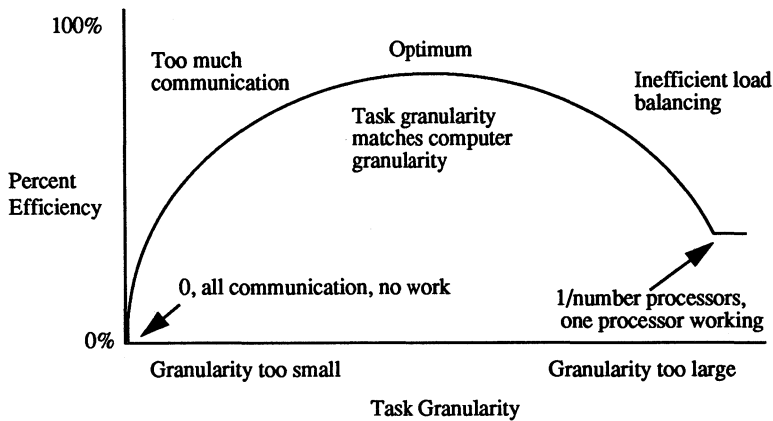 100%
Too much
communication
Optimum
Inefficient load
balancing
Task granularity
matches computer
granularity
Percent
Efficiency
0, all communication, no work
1/number processors,
one processor working
0%
Granularity too small
Granularity too large
Task Granularity